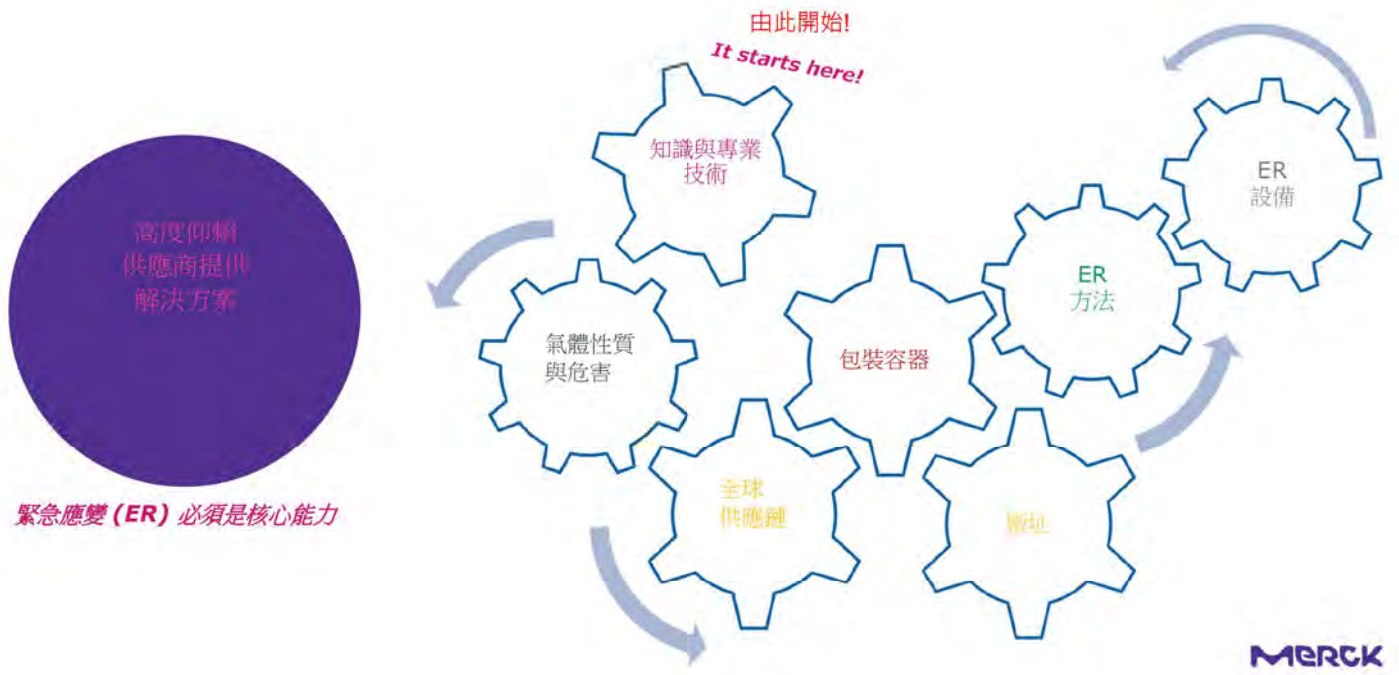 由此開始!
It starts here!
知識與專業
技術
ER
設備
高度仰賴
供應商提供
解決方案
ER
方法
氣體性質
與危害
包裝容器
全球
供應鏈
廠址
緊急應變 (ER) 必須是核心能力
MERCK